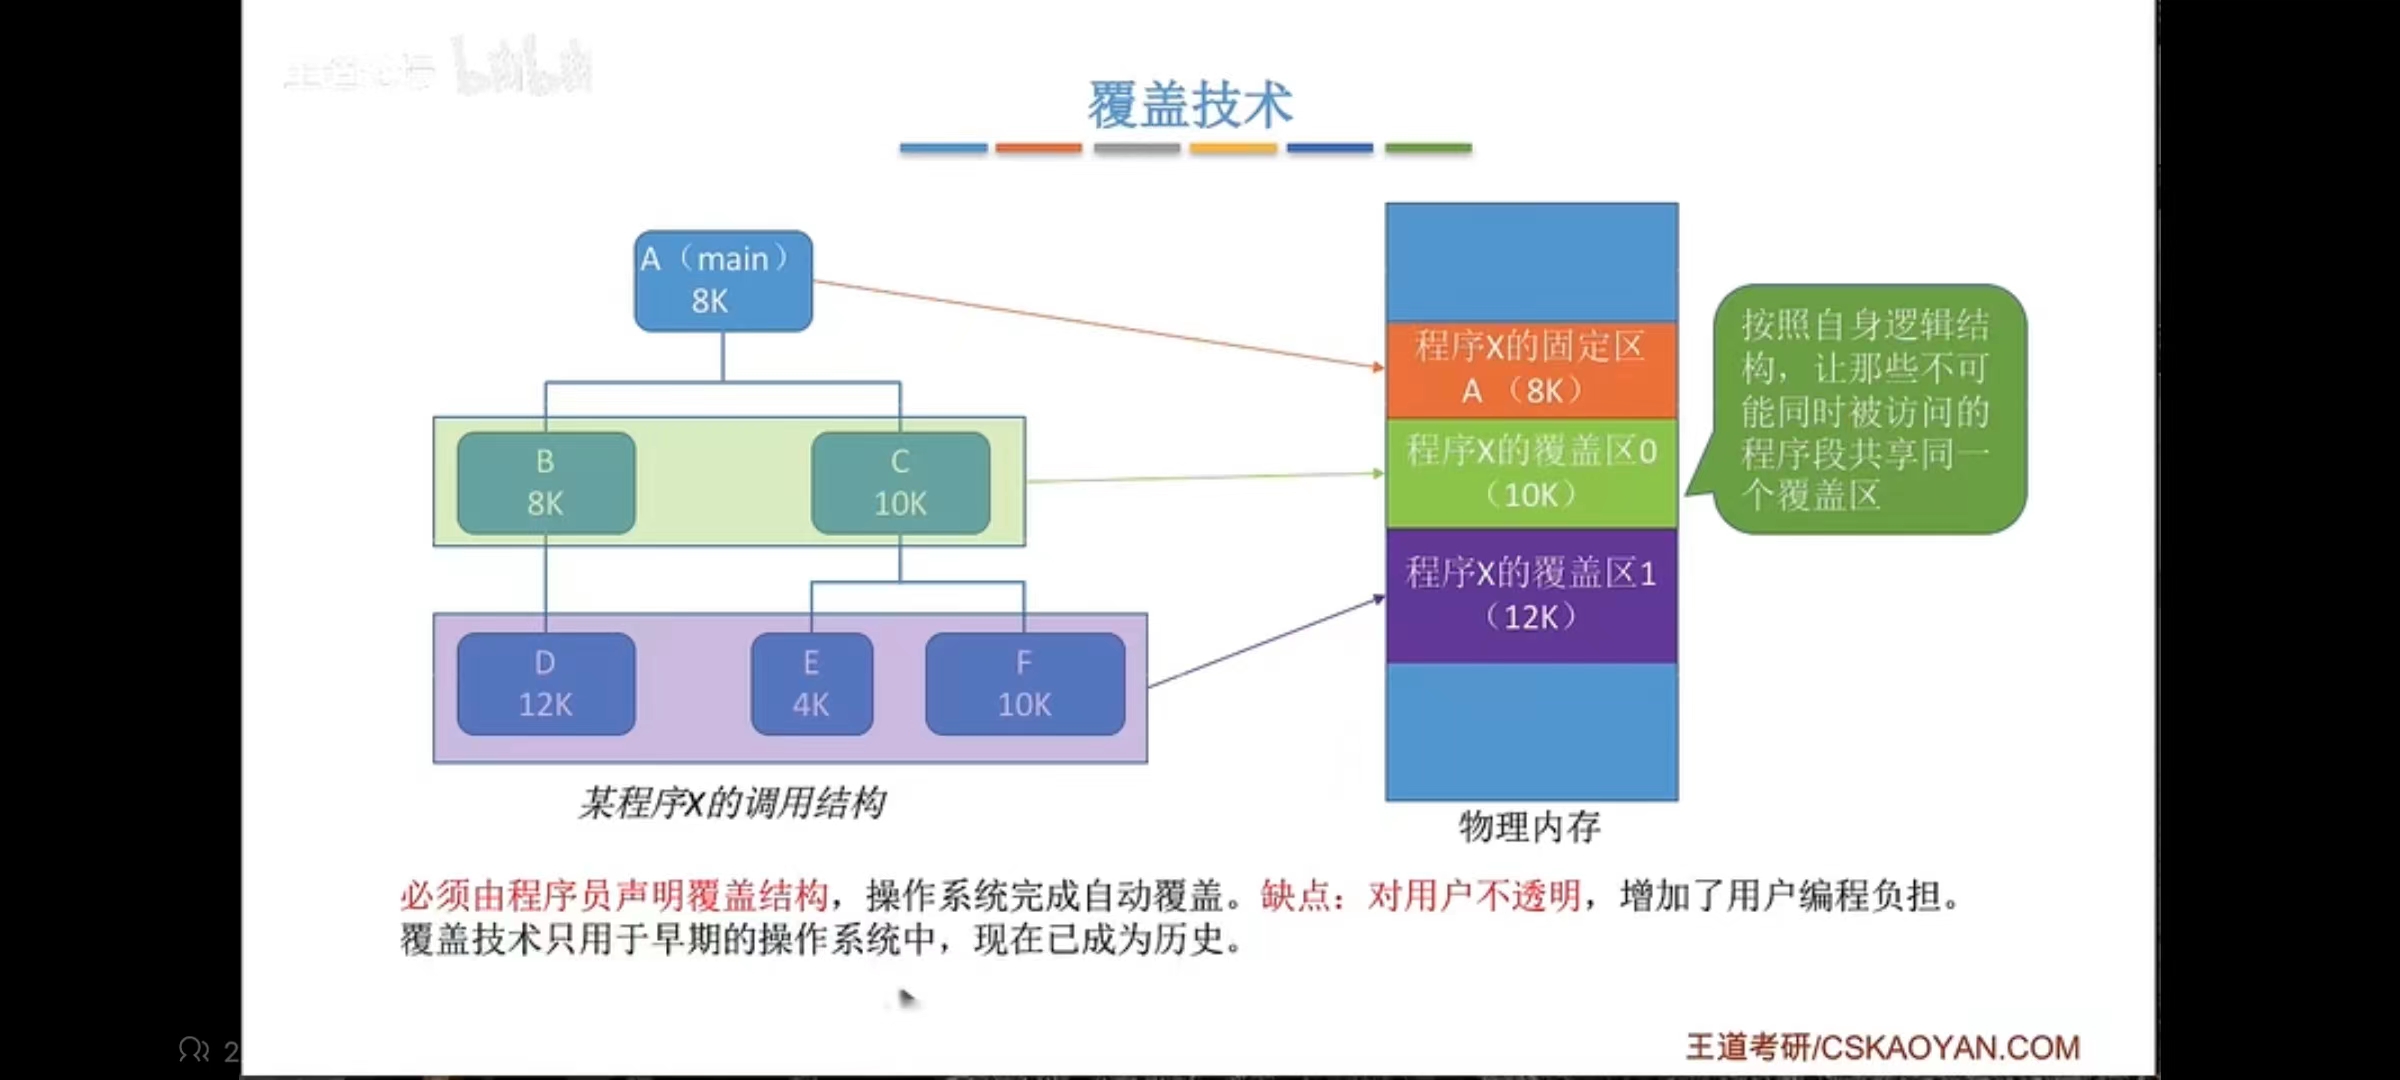 覆盖技术
A（main）
8K
B
8K
C
10K
D
12K
E
4K
F
10K
某程序X的调用结构
程序X的固定区
A （8K）
程序X的覆盖区0
（10K）
程序X的覆盖区1
（12K）
物理内存
按照自身逻辑结
构，让那些不可
能同时被访问的
程序段共享同一
个覆盖区
必须由程序员声明覆盖结构，操作系统完成自动覆盖。缺点：对用户不透明，增加了用户编程负担。
覆盖技术只用于早期的操作系统中，现在已成为历史。
2
王道考研/CSKAOYAN.COM